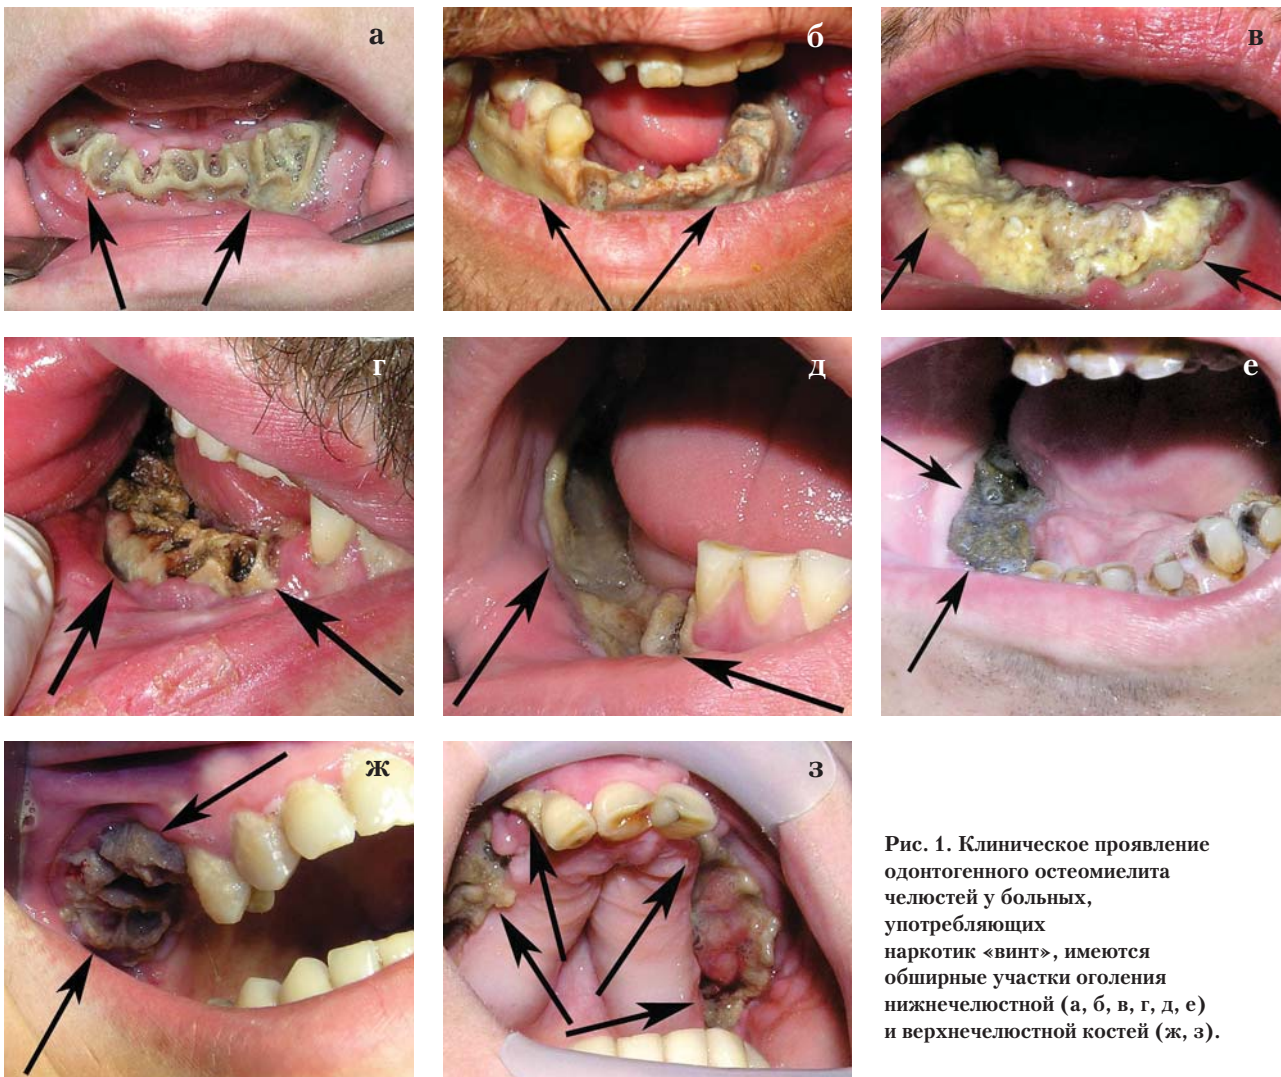 а
б
в
г
д
е
ж
з
Рис. 1. Клиническое проявление
одонтогенного остеомиелита
челюстей у больных,
употребляющих
наркотик «винт», имеются
обширные участки оголения
нижнечелюстной (а, б, в, г, д, е)
и верхнечелюстной костей (ж, з).